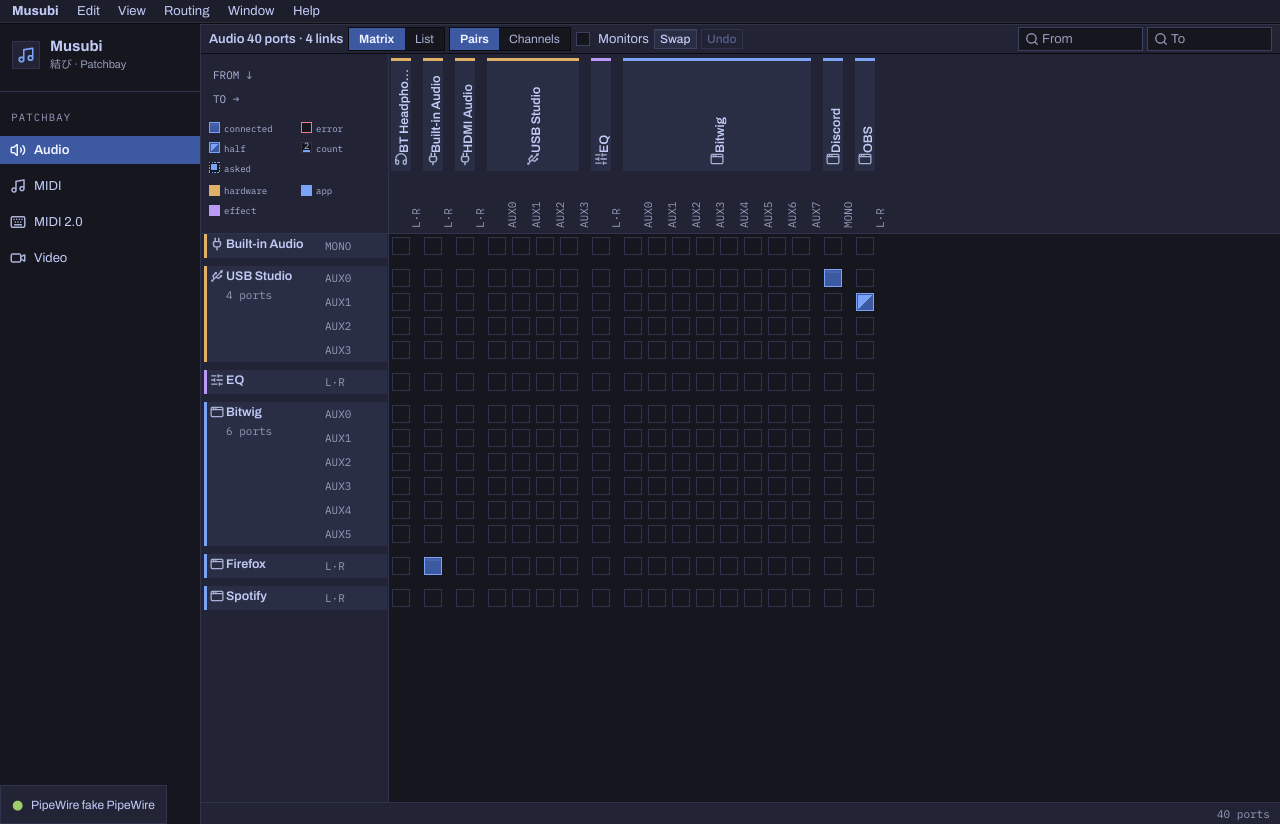 Musubi Edit View Routing Window Help
Musubi
結び · Patchbay
PATCHBAY
Audio
MIDI
MIDI 2.0
Video
PipeWire fake PipeWire
Audio 40 ports · 4 links Matrix List Pairs Channels Monitors Swap Undo From To
FROM ↓
TO →
connected error
half 2 count
asked
hardware app
effect
BT Headpho...
Built-in Audio
HDMI Audio
USB Studio
EQ
Bitwig
Discord
OBS
L·R L·R L·R AUX0 AUX1 AUX2 AUX3 L·R AUX0 AUX1 AUX2 AUX3 AUX4 AUX5 AUX6 AUX7 MONO L·R
Built-in Audio MONO
USB Studio AUX0
4 ports
AUX1
AUX2
AUX3
EQ L·R
Bitwig AUX0
6 ports
AUX1
AUX2
AUX3
AUX4
AUX5
Firefox L·R
Spotify L·R
40 ports